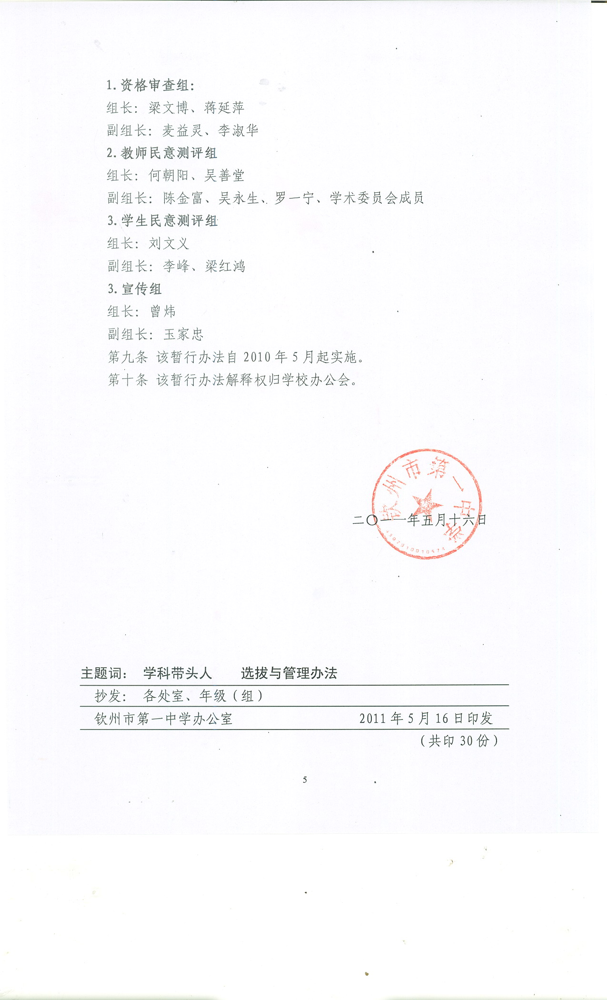 1.资格审查组：
组长：梁文博、蒋延萍
副组长：麦益灵、李淑华
2.教师民意测评组
组长：何朝阳、吴善堂
副组长：陈金富、吴永生、罗一宁、学术委员会成员
3.学生民意测评组
组长：刘文义
副组长：李峰、梁红鸿
3.宣传组
组长：曾炜
副组长：玉家忠
第九条 该暂行办法自 2010 年 5 月起实施。
第十条 该暂行办法解释权归学校办公会。
钦州市第一中学
二〇一一年五月十六日
4507010010574
主题词： 学科带头人 选拔与管理办法
抄发： 各处室、年级（组）
钦州市第一中学办公室 2011 年 5 月 16 日印发
（共印 30 份）
5